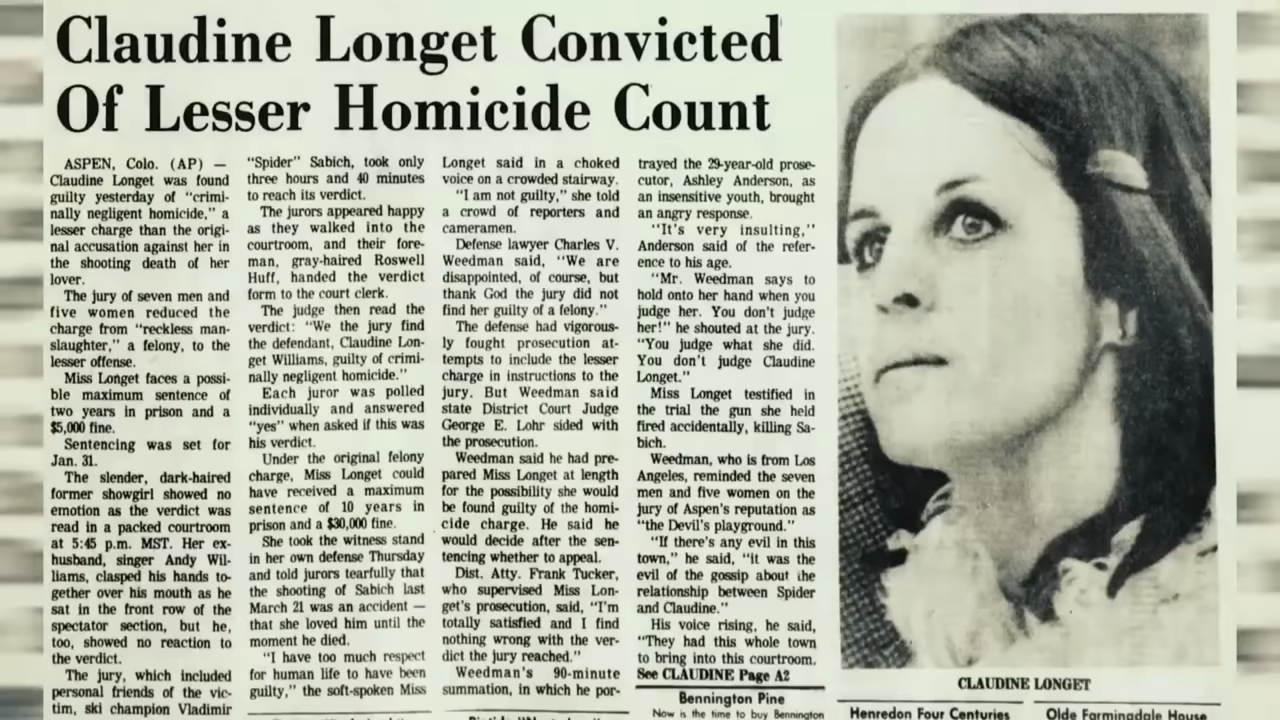 Claudine Longet Convicted
Of Lesser Homicide Count
ASPEN, Colo. (AP) —
Claudine Longet was found
guilty yesterday of "crimi-
nally negligent homicide," a
lesser charge than the origi-
nal accusation against her in
the shooting death of her
lover.
The jury of seven men and
five women reduced the
charge from "reckless man-
slaughter," a felony, to the
lesser offense.
Miss Longet faces a possi-
ble maximum sentence of
two years in prison and a
$5,000 fine.
Sentencing was set for
Jan. 31.
The slender, dark-haired
former showgirl showed no
emotion as the verdict was
read in a packed courtroom
at 5:45 p.m. MST. Her ex-
husband, singer Andy Wil-
liams, clasped his hands to-
gether over his mouth as he
sat in the front row of the
spectator section, but he,
too, showed no reaction to
the verdict.
The jury, which included
personal friends of the vic-
tim, ski champion Vladimir
"Spider" Sabich, took only
three hours and 40 minutes
to reach its verdict.
The jurors appeared happy
as they walked into the
courtroom, and their fore-
man, gray-haired Roswell
Huff, handed the verdict
form to the court clerk.
The judge then read the
verdict: "We the jury find
the defendant, Claudine Lon-
get Williams, guilty of crimi-
nally negligent homicide."
Each juror was polled
individually and answered
"yes" when asked if this was
his verdict.
Under the original felony
charge, Miss Longet could
have received a maximum
sentence of 10 years in
prison and a $30,000 fine.
She took the witness stand
in her own defense Thursday
and told jurors tearfully that
the shooting of Sabich last
March 21 was an accident —
that she loved him until the
moment he died.
"I have too much respect
for human life to have been
guilty," the soft-spoken Miss
Longet said in a choked
voice on a crowded stairway.
"I am not guilty," she told
a crowd of reporters and
cameramen.
Defense lawyer Charles V.
Weedman said, "We are
disappointed, of course, but
thank God the jury did not
find her guilty of a felony."
The defense had vigorous-
ly fought prosecution at-
tempts to include the lesser
charge in instructions to the
jury. But Weedman said
state District Court Judge
George E. Lohr sided with
the prosecution.
Weedman said he had pre-
pared Miss Longet at length
for the possibility she would
be found guilty of the homi-
cide charge. He said he
would decide after the sen-
tencing whether to appeal.
Dist. Atty. Frank Tucker,
who supervised Miss Lon-
get's prosecution, said, "I'm
totally satisfied and I find
nothing wrong with the ver-
dict the jury reached."
Weedman's 90-minute
summation, in which he por-
trayed the 29-year-old prose-
cutor, Ashley Anderson, as
an insensitive youth, brought
an angry response.
"It's very insulting,"
Anderson said of the refer-
ence to his age.
"Mr. Weedman says to
hold onto her hand when you
judge her. You don't judge
her!" he shouted at the jury.
"You judge what she did.
You don't judge Claudine
Longet."
Miss Longet testified in
the trial the gun she held
fired accidentally, killing Sa-
bich.
Weedman, who is from Los
Angeles, reminded the seven
men and five women on the
jury of Aspen's reputation as
"the Devil's playground."
"If there's any evil in this
town," he said, "it was the
evil of the gossip about the
relationship between Spider
and Claudine."
His voice rising, he said,
"They had this whole town
to bring into this courtroom.
See CLAUDINE Page A2
CLAUDINE LONGET
Bennington Pine
Now is the time to buy Bennington
Henredon Four Centuries
Olde Farmingdale House